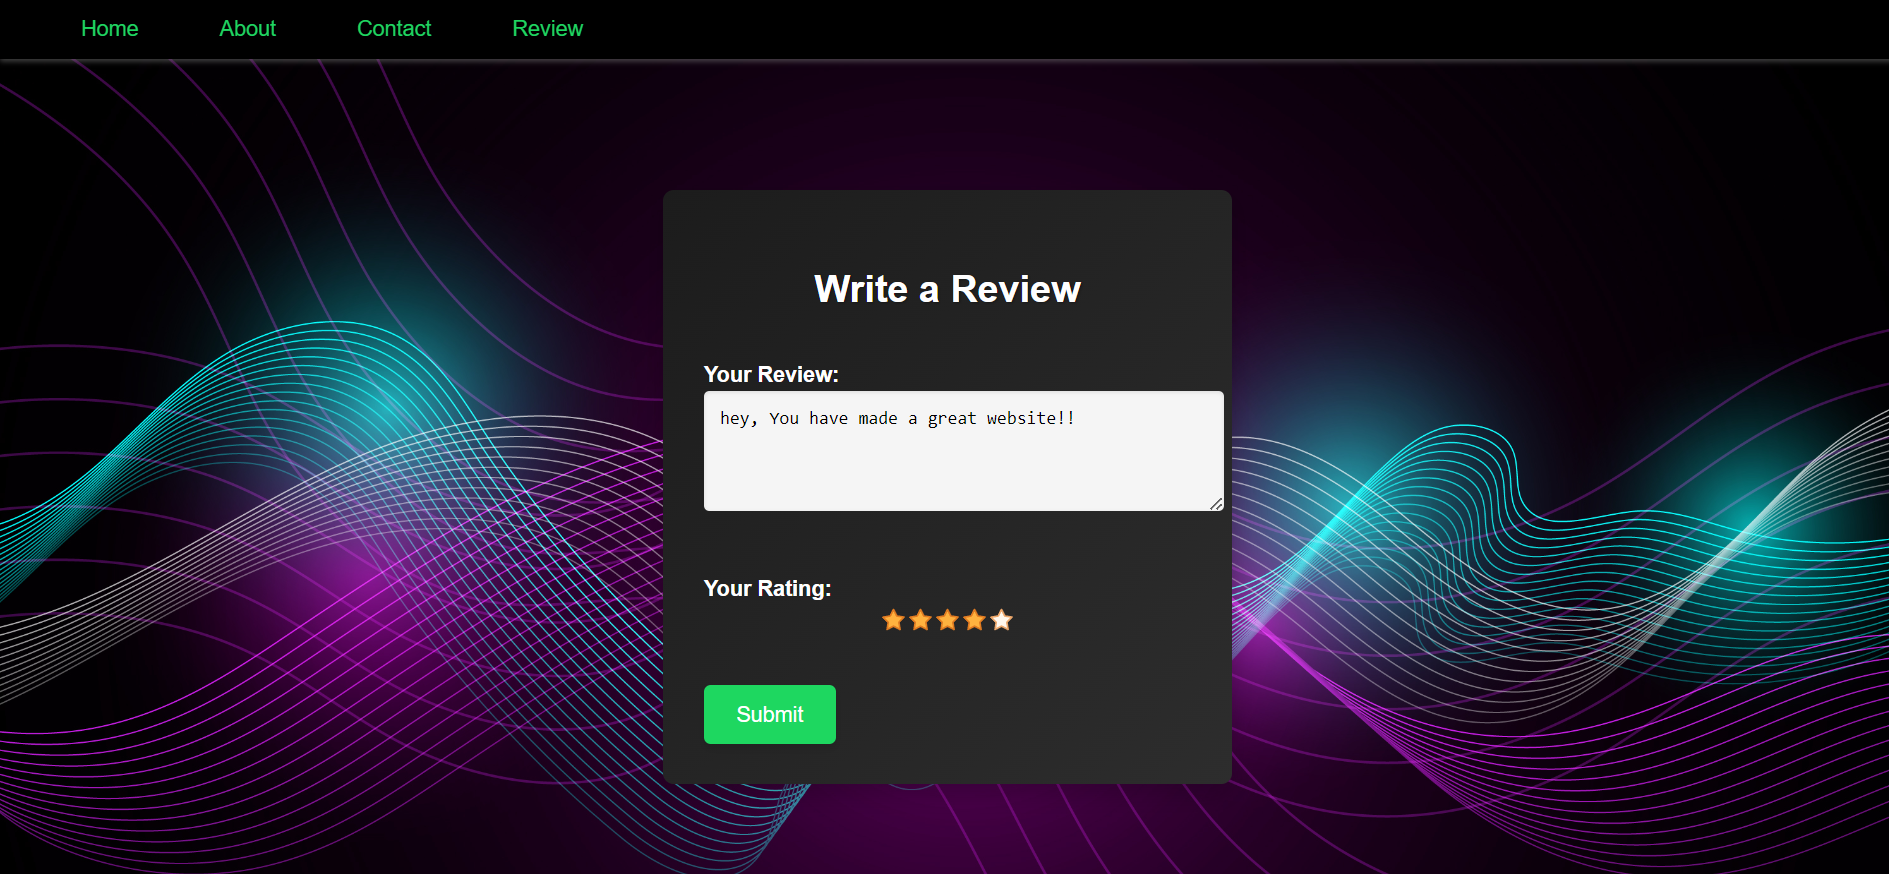 Home About Contact Review
Write a Review
Your Review:
hey, You have made a great website!!
Your Rating:
Submit